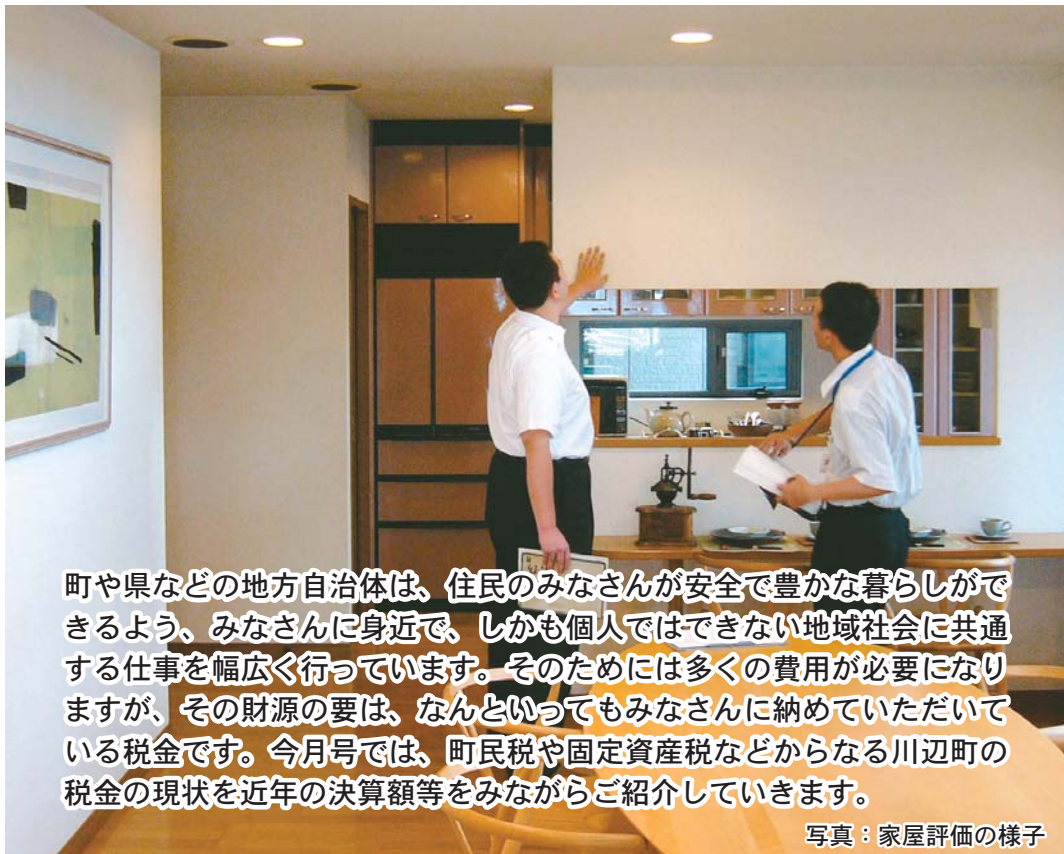 町や県などの地方自治体は、住民のみなさんが安全で豊かな暮らしがで
きるよう、みなさんに身近で、しかも個人ではできない地域社会に共通
する仕事を幅広く行っています。そのためには多くの費用が必要になり
ますが、その財源の要は、なんといってもみなさんに納めていただいて
いる税金です。今月号では、町民税や固定資産税などからなる川辺町の
税金の現状を近年の決算額等をみながらご紹介していきます。
写真：家屋評価の様子